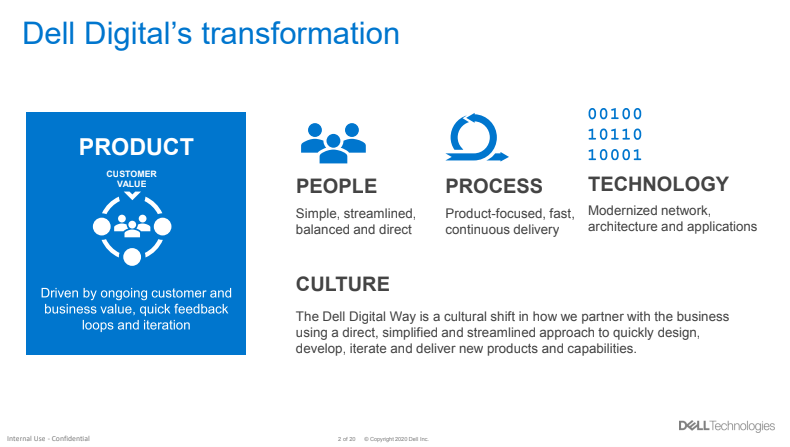 Dell Digital's transformation
PRODUCT
CUSTOMER
VALUE
Driven by ongoing customer and
business value, quick feedback
loops and iteration
PEOPLE
Simple, streamlined,
balanced and direct
PROCESS
Product-focused, fast,
continuous delivery
00100
10110
10001
TECHNOLOGY
Modernized network,
architecture and applications
CULTURE
The Dell Digital Way is a cultural shift in how we partner with the business
using a direct, simplified and streamlined approach to quickly design,
develop, iterate and deliver new products and capabilities.
Internal Use - Confidential
2 of 20 © Copyright 2020 Dell Inc.
DELLTechnologies